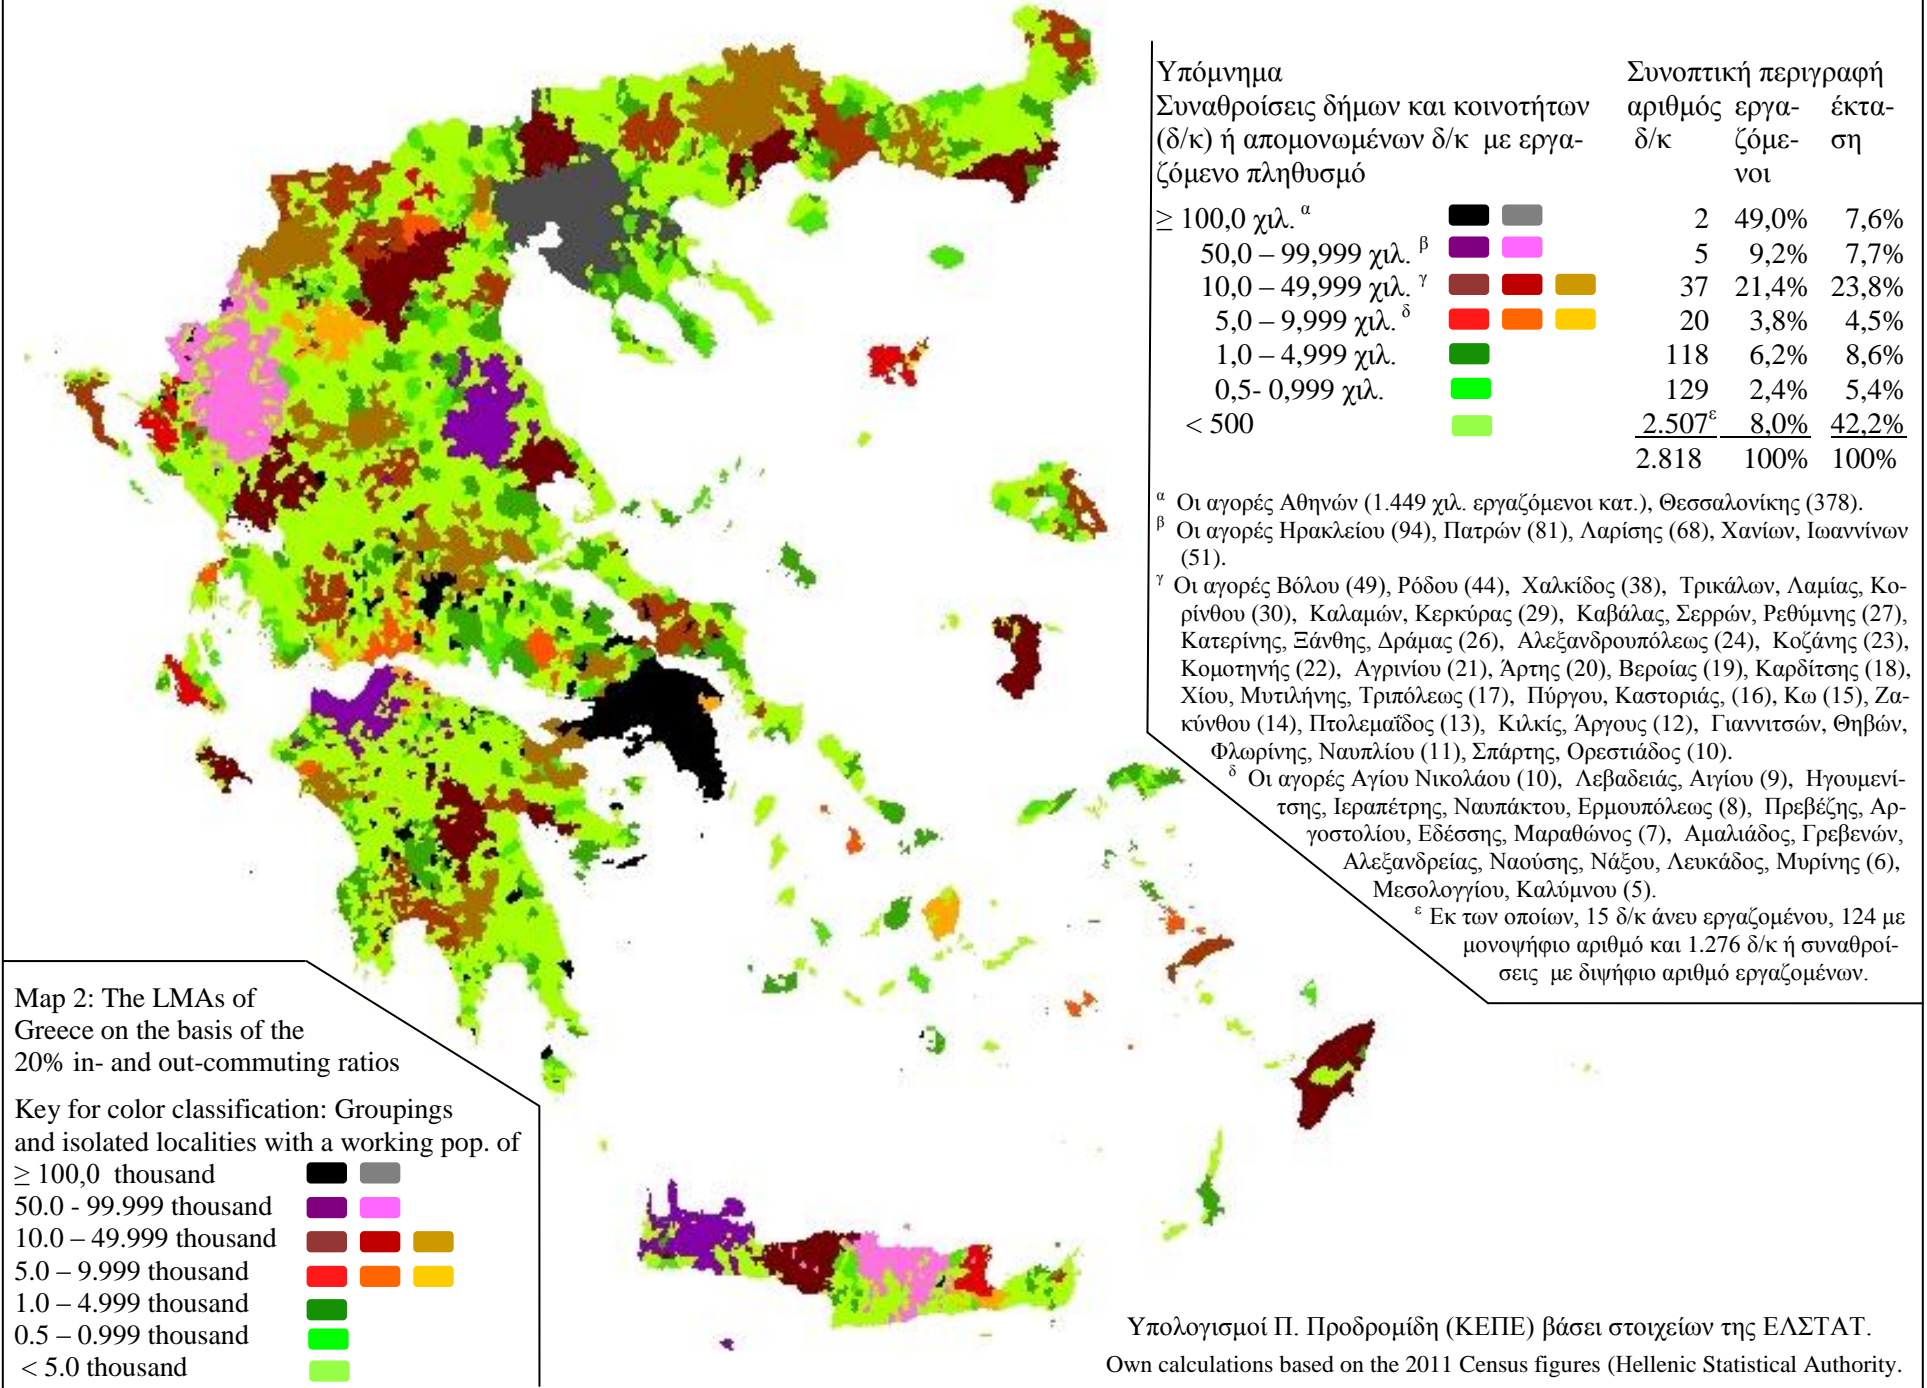 Υπόμνημα Συνοπτική περιγραφή
Συναθροίσεις δήμων και κοινοτήτων αριθμός εργα- έκτα-
(δ/κ) ή απομονωμένων δ/κ με εργα- δ/κ ζόμε- ση
ζόμενο πληθυσμό νοι
≥ 100,0 χιλ. α 2 49,0% 7,6%
50,0 – 99,999 χιλ. β 5 9,2% 7,7%
10,0 – 49,999 χιλ. γ 37 21,4% 23,8%
5,0 – 9,999 χιλ. δ 20 3,8% 4,5%
1,0 – 4,999 χιλ. 118 6,2% 8,6%
0,5- 0,999 χιλ. 129 2,4% 5,4%
< 500 2.507ε 8,0% 42,2%
2.818 100% 100%
α Οι αγορές Αθηνών (1.449 χιλ. εργαζόμενοι κατ.), Θεσσαλονίκης (378).
β Οι αγορές Ηρακλείου (94), Πατρών (81), Λαρίσης (68), Χανίων, Ιωαννίνων
(51).
γ Οι αγορές Βόλου (49), Ρόδου (44), Χαλκίδος (38), Τρικάλων, Λαμίας, Κο-
ρίνθου (30), Καλαμών, Κερκύρας (29), Καβάλας, Σερρών, Ρεθύμνης (27),
Κατερίνης, Ξάνθης, Δράμας (26), Αλεξανδρουπόλεως (24), Κοζάνης (23),
Κομοτηνής (22), Αγρινίου (21), Άρτης (20), Βεροίας (19), Καρδίτσης (18),
Χίου, Μυτιλήνης, Τριπόλεως (17), Πύργου, Καστοριάς, (16), Κω (15), Ζα-
κύνθου (14), Πτολεμαΐδος (13), Κιλκίς, Άργους (12), Γιαννιτσών, Θηβών,
Φλωρίνης, Ναυπλίου (11), Σπάρτης, Ορεστιάδος (10).
δ Οι αγορές Αγίου Νικολάου (10), Λεβαδειάς, Αιγίου (9), Ηγουμενί-
τσης, Ιεραπέτρης, Ναυπάκτου, Ερμουπόλεως (8), Πρεβέζης, Αρ-
γοστολίου, Εδέσσης, Μαραθώνος (7), Αμαλιάδος, Γρεβενών,
Αλεξανδρείας, Ναούσης, Νάξου, Λευκάδος, Μυρίνης (6),
Μεσολογγίου, Καλύμνου (5).
ε Εκ των οποίων, 15 δ/κ άνευ εργαζομένου, 124 με
μονοψήφιο αριθμό και 1.276 δ/κ ή συναθροί-
σεις με διψήφιο αριθμό εργαζομένων.
Map 2: The LMAs of
Greece on the basis of the
20% in- and out-commuting ratios
Key for color classification: Groupings
and isolated localities with a working pop. of
≥ 100,0 thousand
50.0 - 99.999 thousand
10.0 – 49.999 thousand
5.0 – 9.999 thousand
1.0 – 4.999 thousand
0.5 – 0.999 thousand
< 5.0 thousand
Υπολογισμοί Π. Προδρομίδη (ΚΕΠΕ) βάσει στοιχείων της ΕΛΣΤΑΤ.
Own calculations based on the 2011 Census figures (Hellenic Statistical Authority.